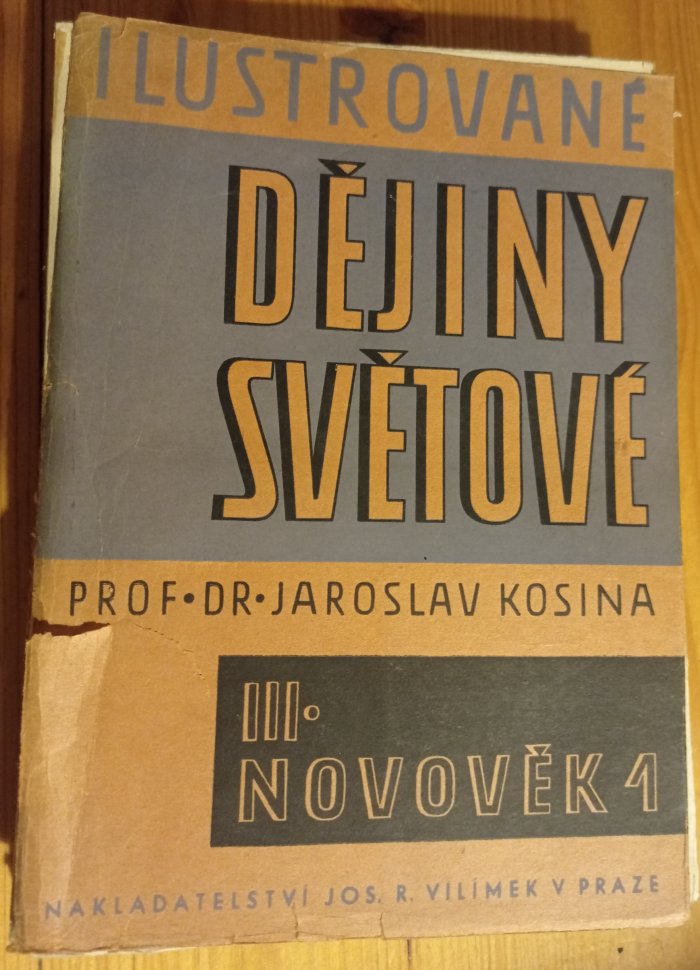 ILUSTROVANÉ
DĚJINY
SVĚTOVÉ
PROF·DR·JAROSLAV KOSINA
III.
NOVOVĚK 1
NAKLADATELSTVÍ JOS. R. VILÍMEK V PRAZE